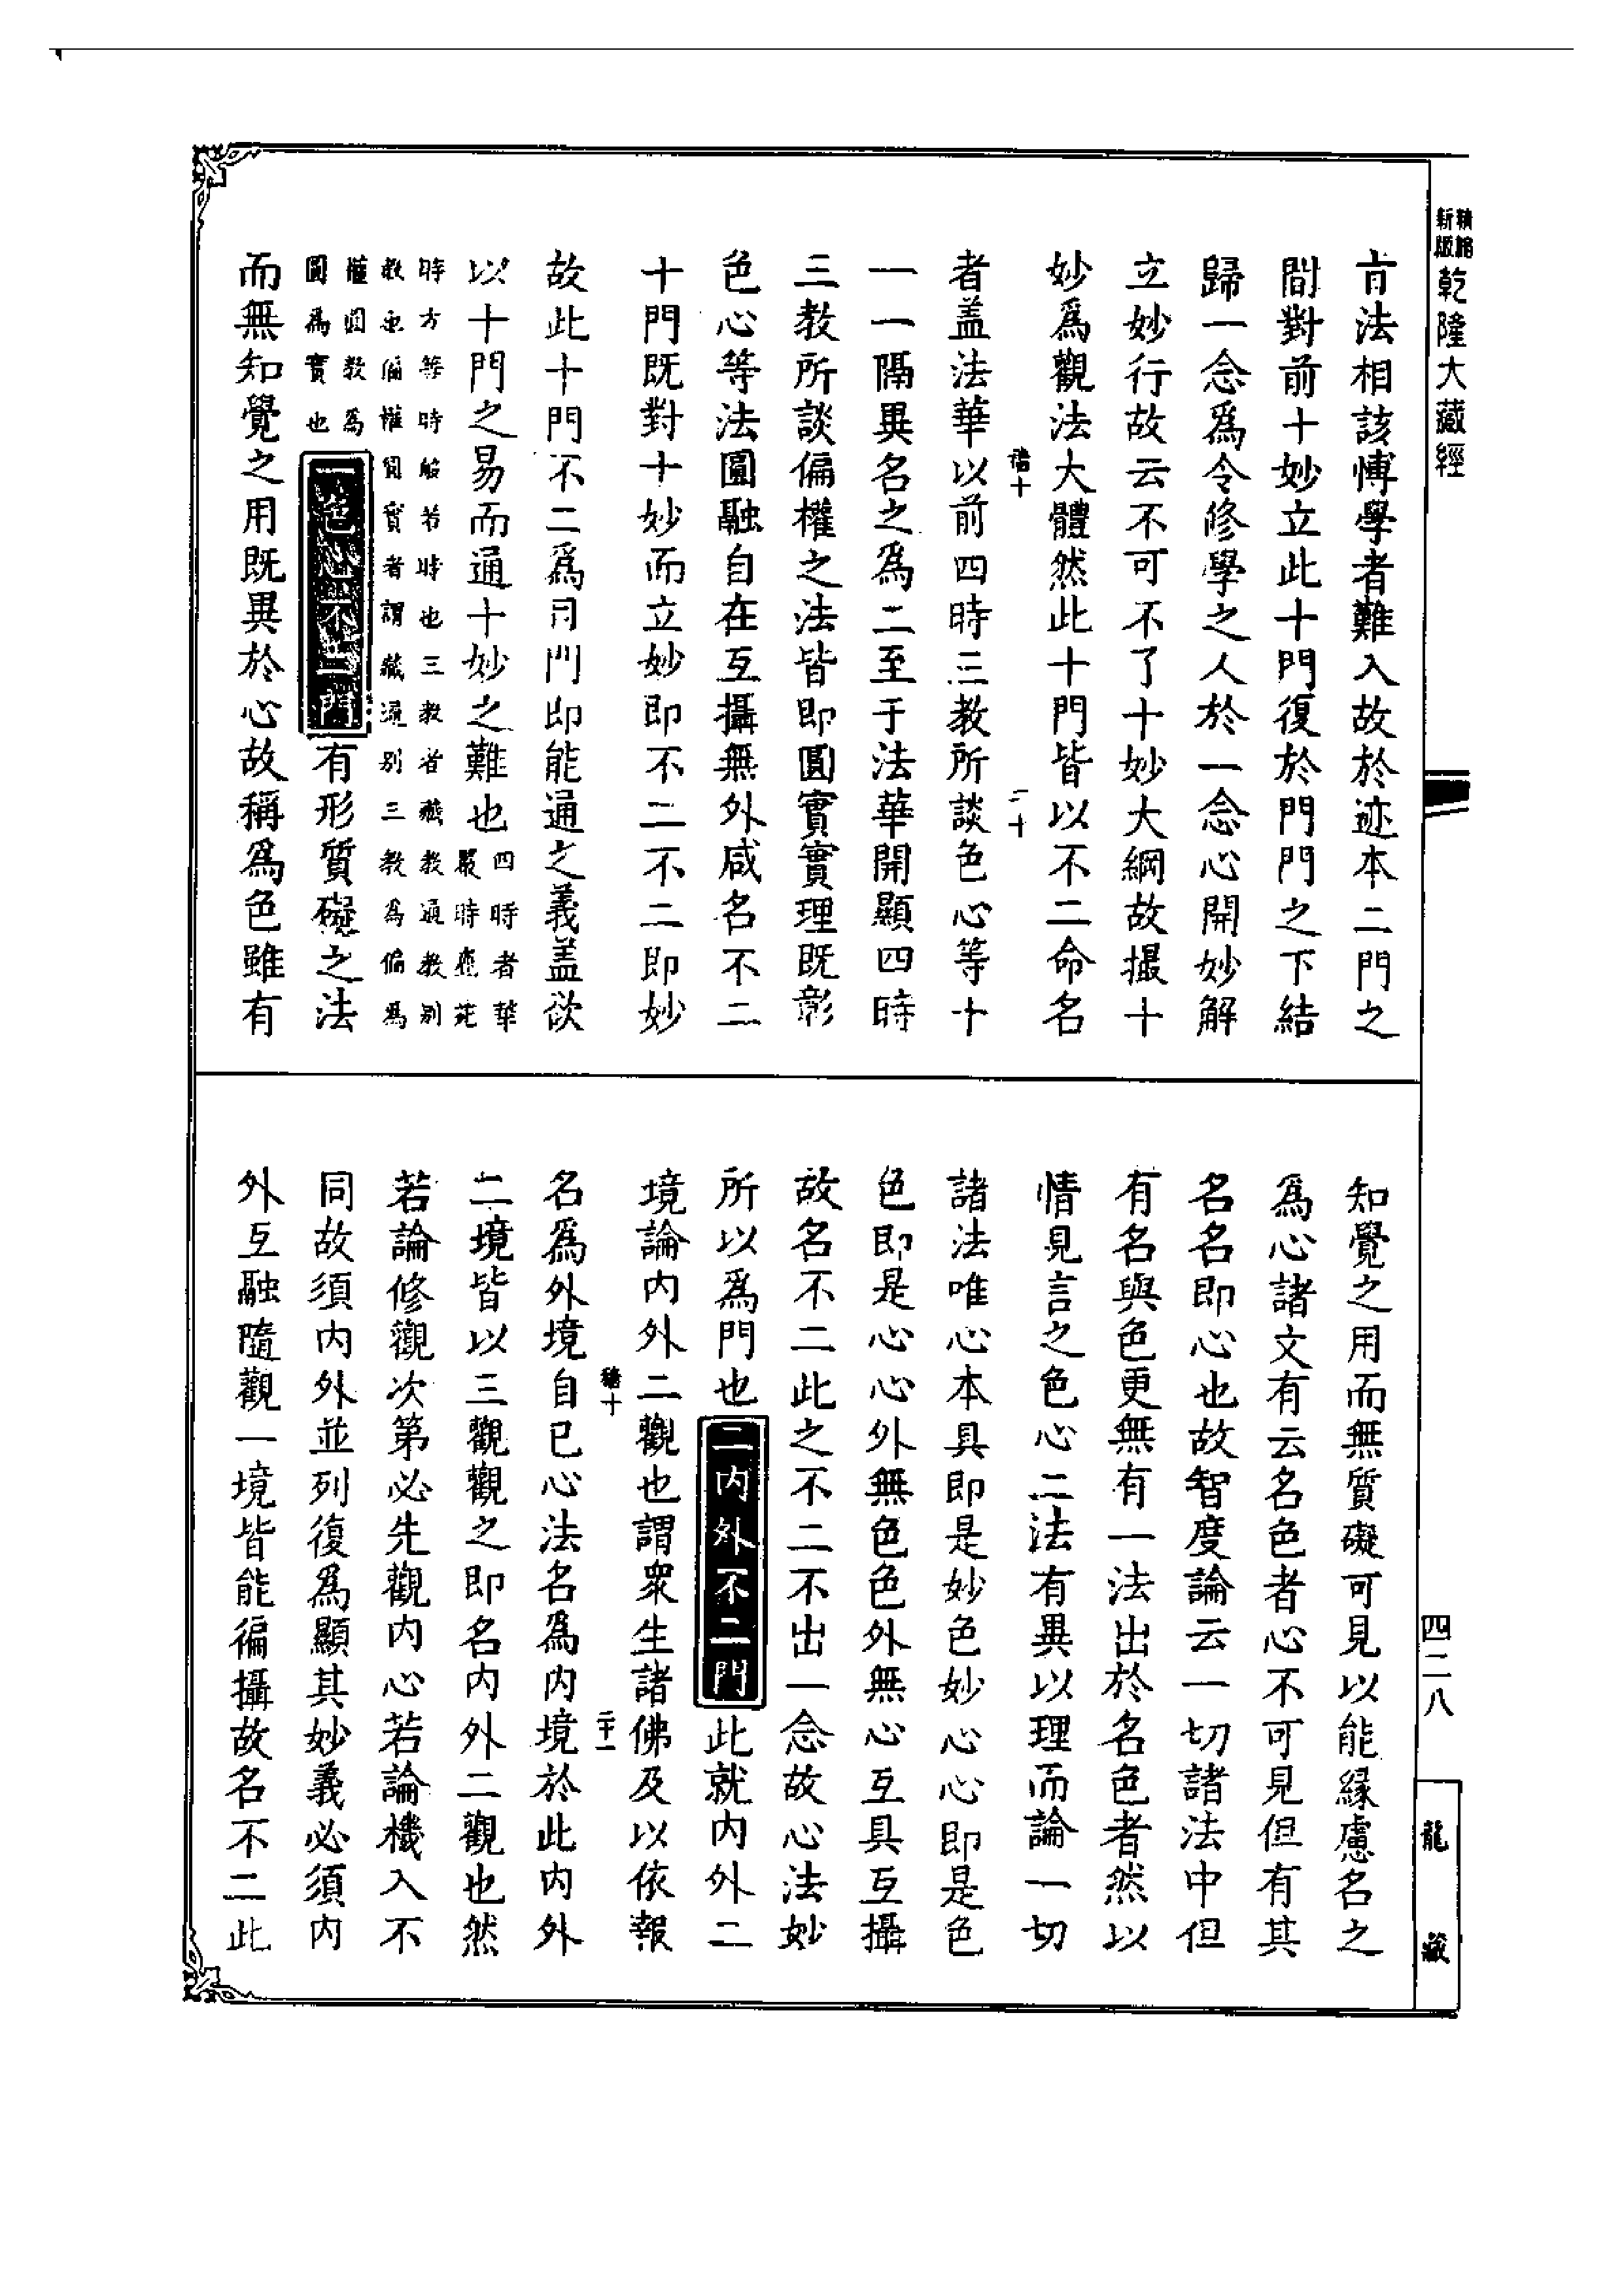 精縮新版乾隆大藏經
肯法相該博學者難入故於迹本二門之
間對前十妙立此十門復於門門之下結
歸一念爲令修學之人於一念心開妙解
立妙行故云不可不了十妙大綱故撮十
妙爲觀法大體然此十門皆以不二命名
十 二十
者盖法華以前四時三教所談色心等十
一一隔異名之爲二至于法華開顯四時
三教所談偏權之法皆即圓實實理既彰
色心等法圓融自在互攝無外咸名不二
十門既對十妙而立妙即不二不二即妙
故此十門不二爲門門即能通之義盖欲
以十門之易而通十妙之難也四時者華嚴時鹿苑
時方等時般若時也三教者藏教通教別
教也偏權圓實者謂藏通別三教為偏爲
權圓教為圓爲實也
一色心不二門有形質礙之法
而無知覺之用既異於心故稱爲色雖有
知覺之用而無質礙可見以能緣慮名之
爲心諸文有云名色者心不可見但有其
名名即心也故智度論云一切諸法中但
有名與色更無有一法出於名色者然以
情見言之色心二法有異以理而論一切
諸法唯心本具即是妙色妙心心即是色
色即是心心外無色色外無心互具互攝
故名不二此之不二不出一念故心法妙
所以爲門也二內外不二門此就內外二
境論內外二觀也謂衆生諸佛及以依報
十 二十一
名爲外境自己心法名爲內境於此內外
二境皆以三觀觀之即名內外二觀也然
若論修觀次第必先觀內心若論機入不
同故須內外並列復爲顯其妙義必須內
外互融隨觀一境皆能徧攝故名不二此
四二八
龍藏